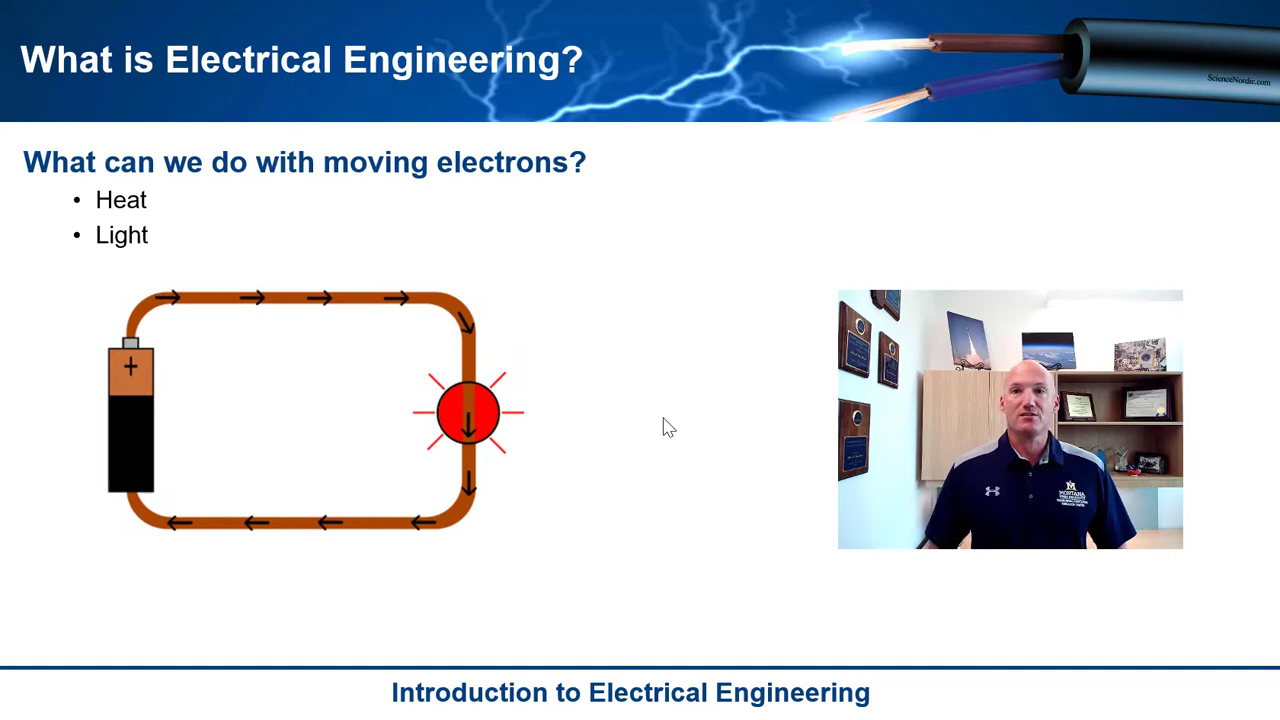 What is Electrical Engineering?
ScienceNordic.com
What can we do with moving electrons?
• Heat
• Light
+
MONTANA
Introduction to Electrical Engineering